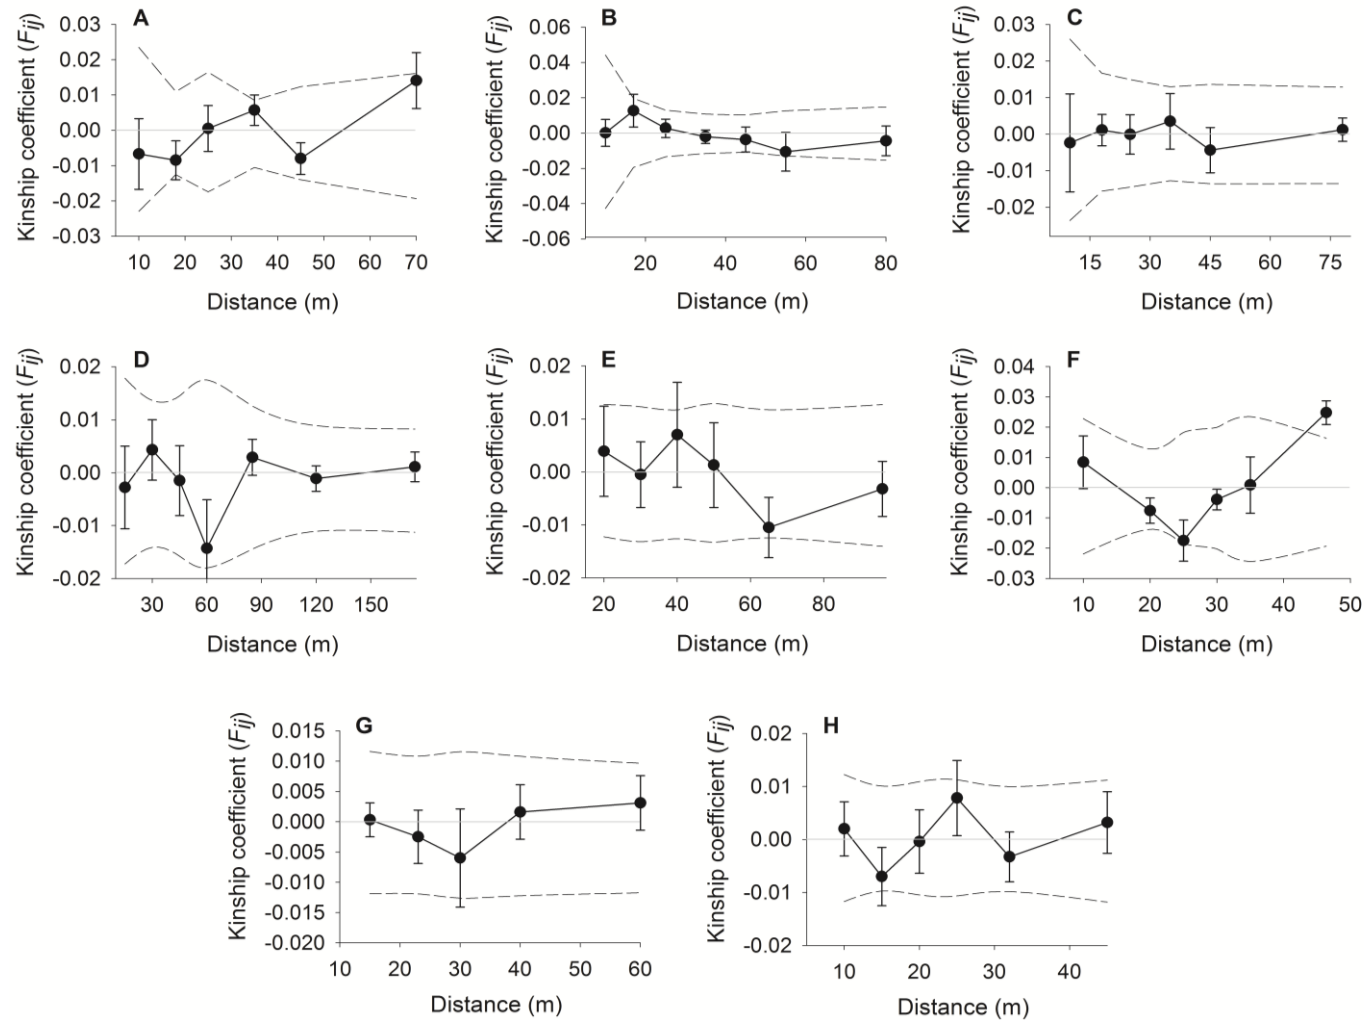 A
Kinship coefficient (Fij)
0.03
0.02
0.01
0.00
-0.01
-0.02
-0.03
10 20 30 40 50 60 70
Distance (m)
B
Kinship coefficient (Fij)
0.06
0.04
0.02
0.00
-0.02
-0.04
-0.06
20 40 60 80
Distance (m)
C
Kinship coefficient (Fij)
0.03
0.02
0.01
0.00
-0.01
-0.02
15 30 45 60 75
Distance (m)
D
Kinship coefficient (Fij)
0.02
0.01
0.00
-0.01
-0.02
30 60 90 120 150
Distance (m)
E
Kinship coefficient (Fij)
0.02
0.01
0.00
-0.01
-0.02
20 40 60 80
Distance (m)
F
Kinship coefficient (Fij)
0.04
0.03
0.02
0.01
0.00
-0.01
-0.02
-0.03
10 20 30 40 50
Distance (m)
G
Kinship coefficient (Fij)
0.015
0.010
0.005
0.000
-0.005
-0.010
-0.015
-0.020
10 20 30 40 50 60
Distance (m)
H
Kinship coefficient (Fij)
0.02
0.01
0.00
-0.01
-0.02
10 20 30 40
Distance (m)